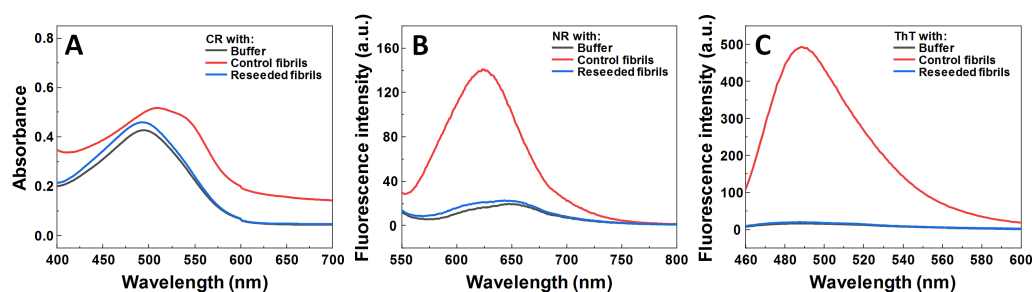 A
CR with:
Buffer
Control fibrils
Reseeded fibrils
Absorbance
0.8
0.6
0.4
0.2
0.0
400 450 500 550 600 650 700
Wavelength (nm)
B
NR with:
Buffer
Control fibrils
Reseeded fibrils
Fluorescence intensity (a.u.)
160
120
80
40
0
550 600 650 700 750 800
Wavelength (nm)
C
ThT with:
Buffer
Control fibrils
Reseeded fibrils
Fluorescence intensity (a.u.)
500
400
300
200
100
0
460 480 500 520 540 560 580 600
Wavelength (nm)